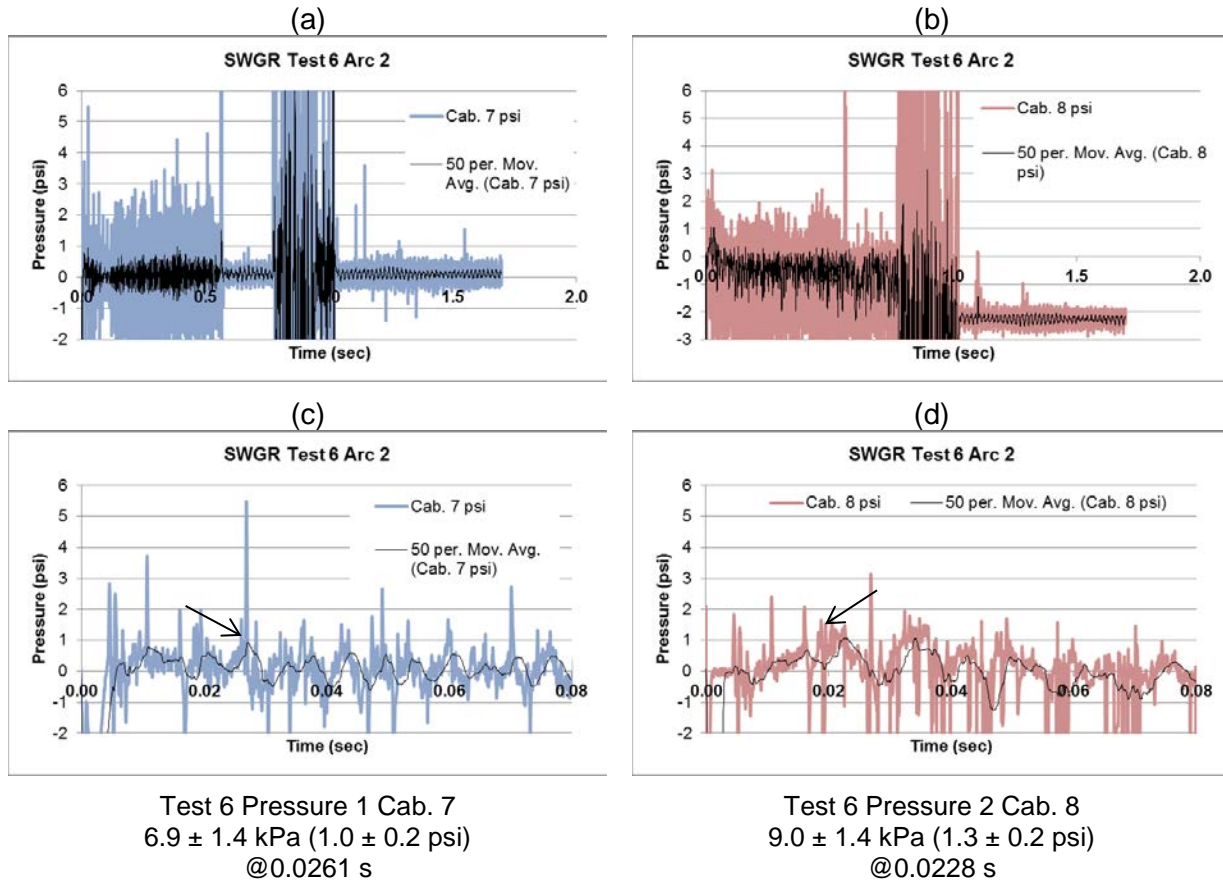 (a)
SWGR Test 6 Arc 2
6
5
4
3
2
1
0
-1
-2
Pressure (psi)
Cab. 7 psi
50 per. Mov.
Avg. (Cab. 7 psi)
0.0
0.5
1.0
1.5
2.0
Time (sec)
(b)
SWGR Test 6 Arc 2
6
5
4
3
2
1
0
-1
-2
-3
Pressure (psi)
Cab. 8 psi
50 per. Mov.
Avg. (Cab. 8
psi)
0.0
0.5
1.0
1.5
2.0
Time (sec)
(c)
SWGR Test 6 Arc 2
6
5
4
3
2
1
0
-1
-2
Pressure (psi)
Cab. 7 psi
50 per. Mov. Avg.
(Cab. 7 psi)
0.00
0.02
0.04
0.06
0.08
Time (sec)
(d)
SWGR Test 6 Arc 2
6
5
4
3
2
1
0
-1
-2
Pressure (psi)
Cab. 8 psi
50 per. Mov. Avg. (Cab. 8 psi)
0.00
0.02
0.04
0.06
0.08
Time (sec)
Test 6 Pressure 1 Cab. 7
6.9 ± 1.4 kPa (1.0 ± 0.2 psi)
@0.0261 s
Test 6 Pressure 2 Cab. 8
9.0 ± 1.4 kPa (1.3 ± 0.2 psi)
@0.0228 s